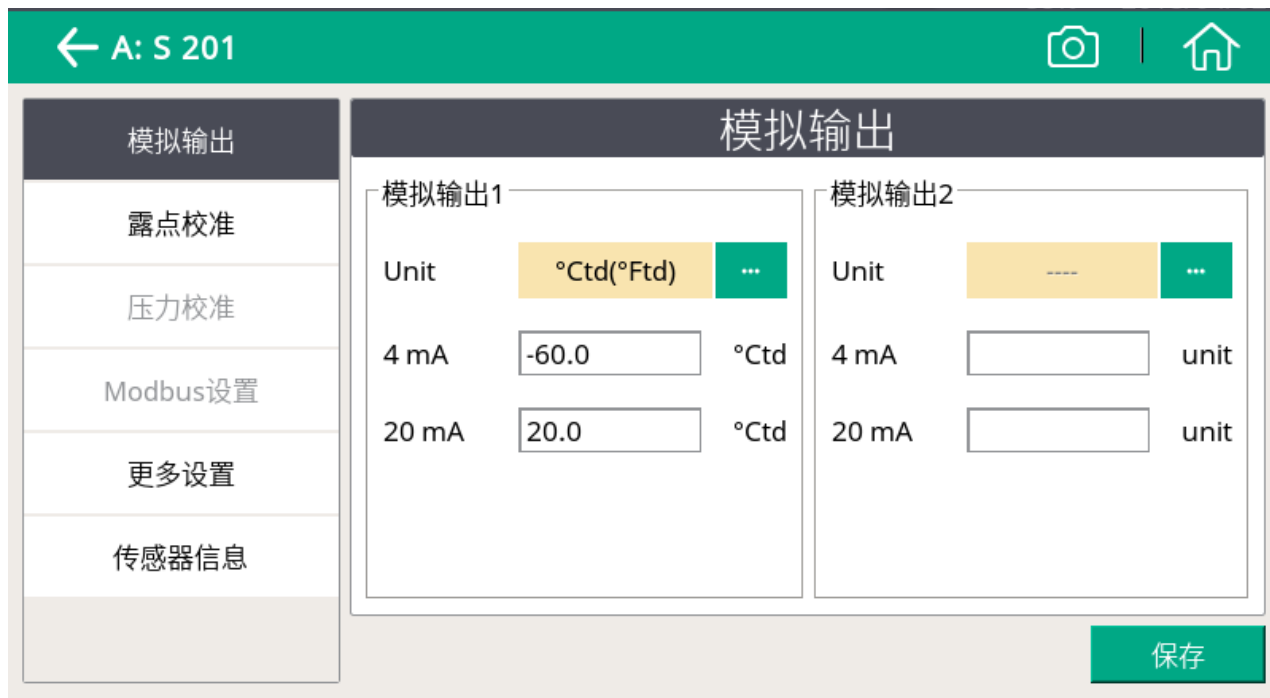 A: S 201
模拟输出
露点校准
压力校准
Modbus设置
更多设置
传感器信息
模拟输出
模拟输出1
Unit °Ctd(°Ftd) ...
4 mA -60.0 °Ctd
20 mA 20.0 °Ctd
模拟输出2
Unit ---- ...
4 mA unit
20 mA unit
保存